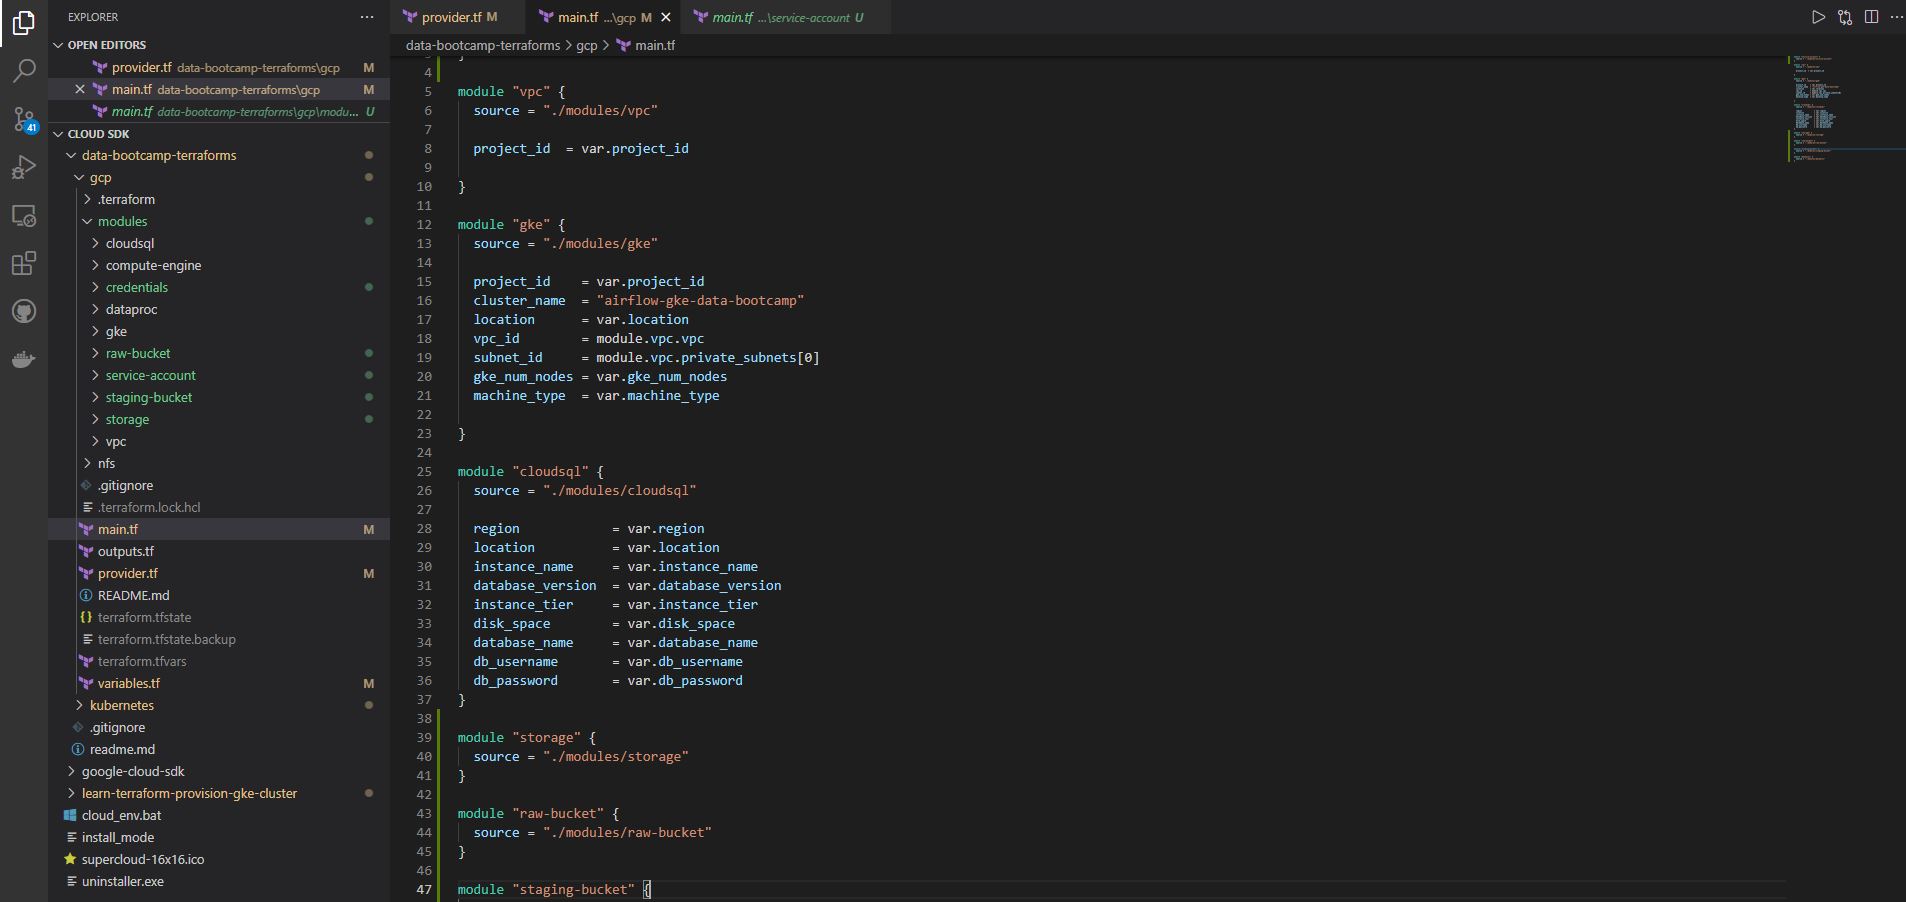 EXPLORER
OPEN EDITORS
provider.tf data-bootcamp-terraforms\gcp M
main.tf data-bootcamp-terraforms\gcp M
main.tf data-bootcamp-terraforms\gcp\modu... U
CLOUD SDK
data-bootcamp-terraforms
gcp
.terraform
modules
cloudsql
compute-engine
credentials
dataproc
gke
raw-bucket
service-account
staging-bucket
storage
vpc
nfs
.gitignore
.terraform.lock.hcl
main.tf M
outputs.tf
provider.tf M
README.md
terraform.tfstate
terraform.tfstate.backup
terraform.tfvars
variables.tf M
kubernetes
.gitignore
readme.md
google-cloud-sdk
learn-terraform-provision-gke-cluster
cloud_env.bat
install_mode
supercloud-16x16.ico
uninstaller.exe
41
provider.tf M
main.tf ...\gcp M
main.tf ...\service-account U
data-bootcamp-terraforms > gcp > main.tf
4
5 module "vpc" {
6 source = "./modules/vpc"
7
8 project_id = var.project_id
9
10 }
11
12 module "gke" {
13 source = "./modules/gke"
14
15 project_id = var.project_id
16 cluster_name = "airflow-gke-data-bootcamp"
17 location = var.location
18 vpc_id = module.vpc.vpc
19 subnet_id = module.vpc.private_subnets[0]
20 gke_num_nodes = var.gke_num_nodes
21 machine_type = var.machine_type
22
23 }
24
25 module "cloudsql" {
26 source = "./modules/cloudsql"
27
28 region = var.region
29 location = var.location
30 instance_name = var.instance_name
31 database_version = var.database_version
32 instance_tier = var.instance_tier
33 disk_space = var.disk_space
34 database_name = var.database_name
35 db_username = var.db_username
36 db_password = var.db_password
37 }
38
39 module "storage" {
40 source = "./modules/storage"
41 }
42
43 module "raw-bucket" {
44 source = "./modules/raw-bucket"
45 }
46
47 module "staging-bucket" {